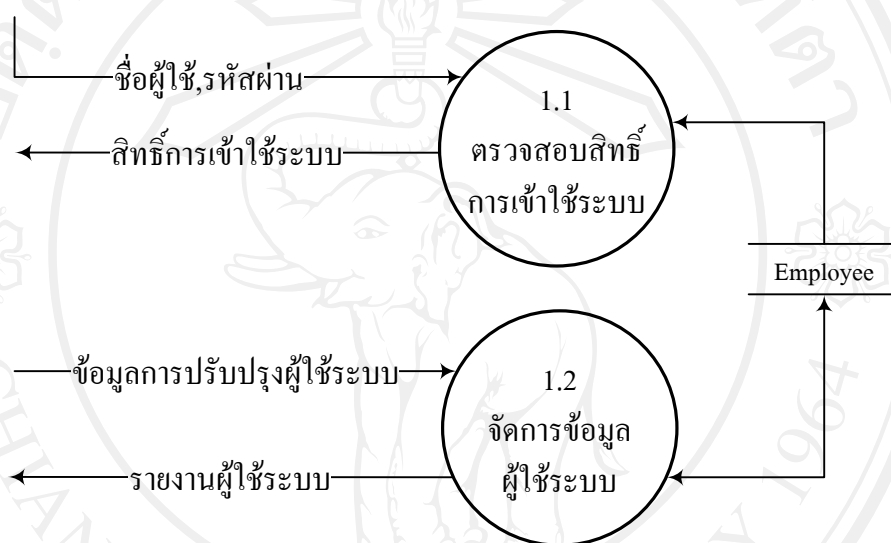 ชื่อผู้ใช้,รหัสผ่าน
สิทธิ์การเข้าใช้ระบบ
1.1
ตรวจสอบสิทธิ์
การเข้าใช้ระบบ
Employee
ข้อมูลการปรับปรุงผู้ใช้ระบบ
รายงานผู้ใช้ระบบ
1.2
จัดการข้อมูล
ผู้ใช้ระบบ
1964